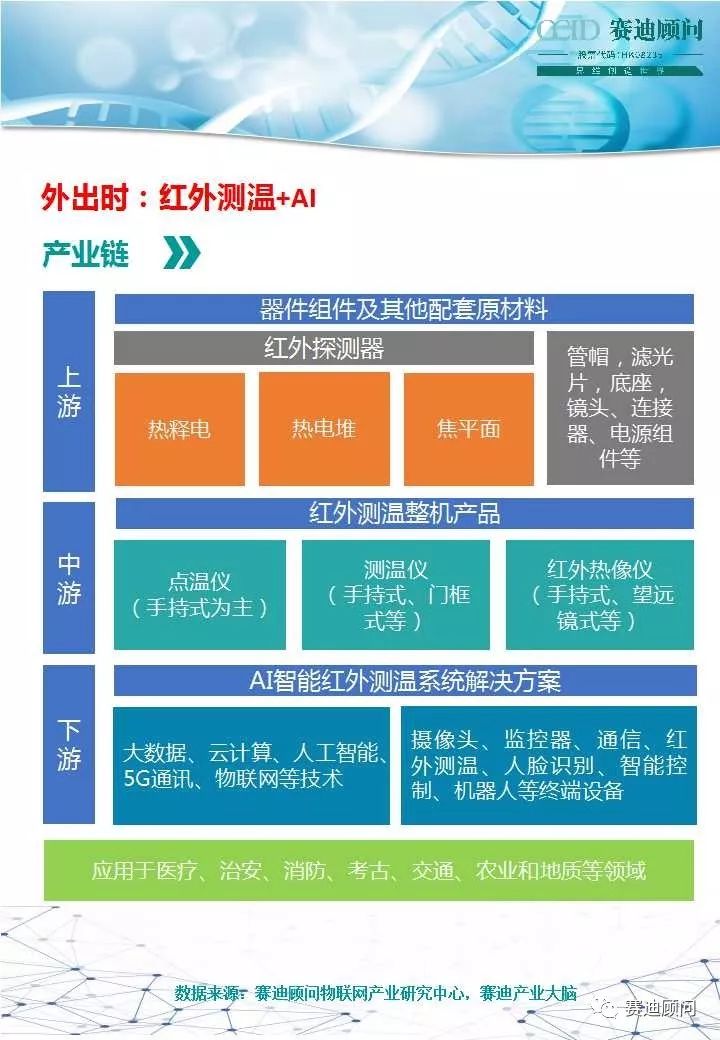 CCID 赛迪顾问
股票代码:HK08235
思维创造世界
外出时：红外测温+AI
产业链
上游
器件组件及其他配套原材料
红外探测器
热释电
热电堆
焦平面
管帽，滤光
片，底座，
镜头、连接
器、电源组
件等
中游
红外测温整机产品
点温仪
（手持式为主）
测温仪
（手持式、门框
式等）
红外热像仪
（手持式、望远
镜式等）
下游
AI智能红外测温系统解决方案
大数据、云计算、人工智能、
5G通讯、物联网等技术
摄像头、监控器、通信、红
外测温、人脸识别、智能控
制、机器人等终端设备
应用于医疗、治安、消防、考古、交通、农业和地质等领域
数据来源：赛迪顾问物联网产业研究中心，赛迪产业大脑
赛迪顾问